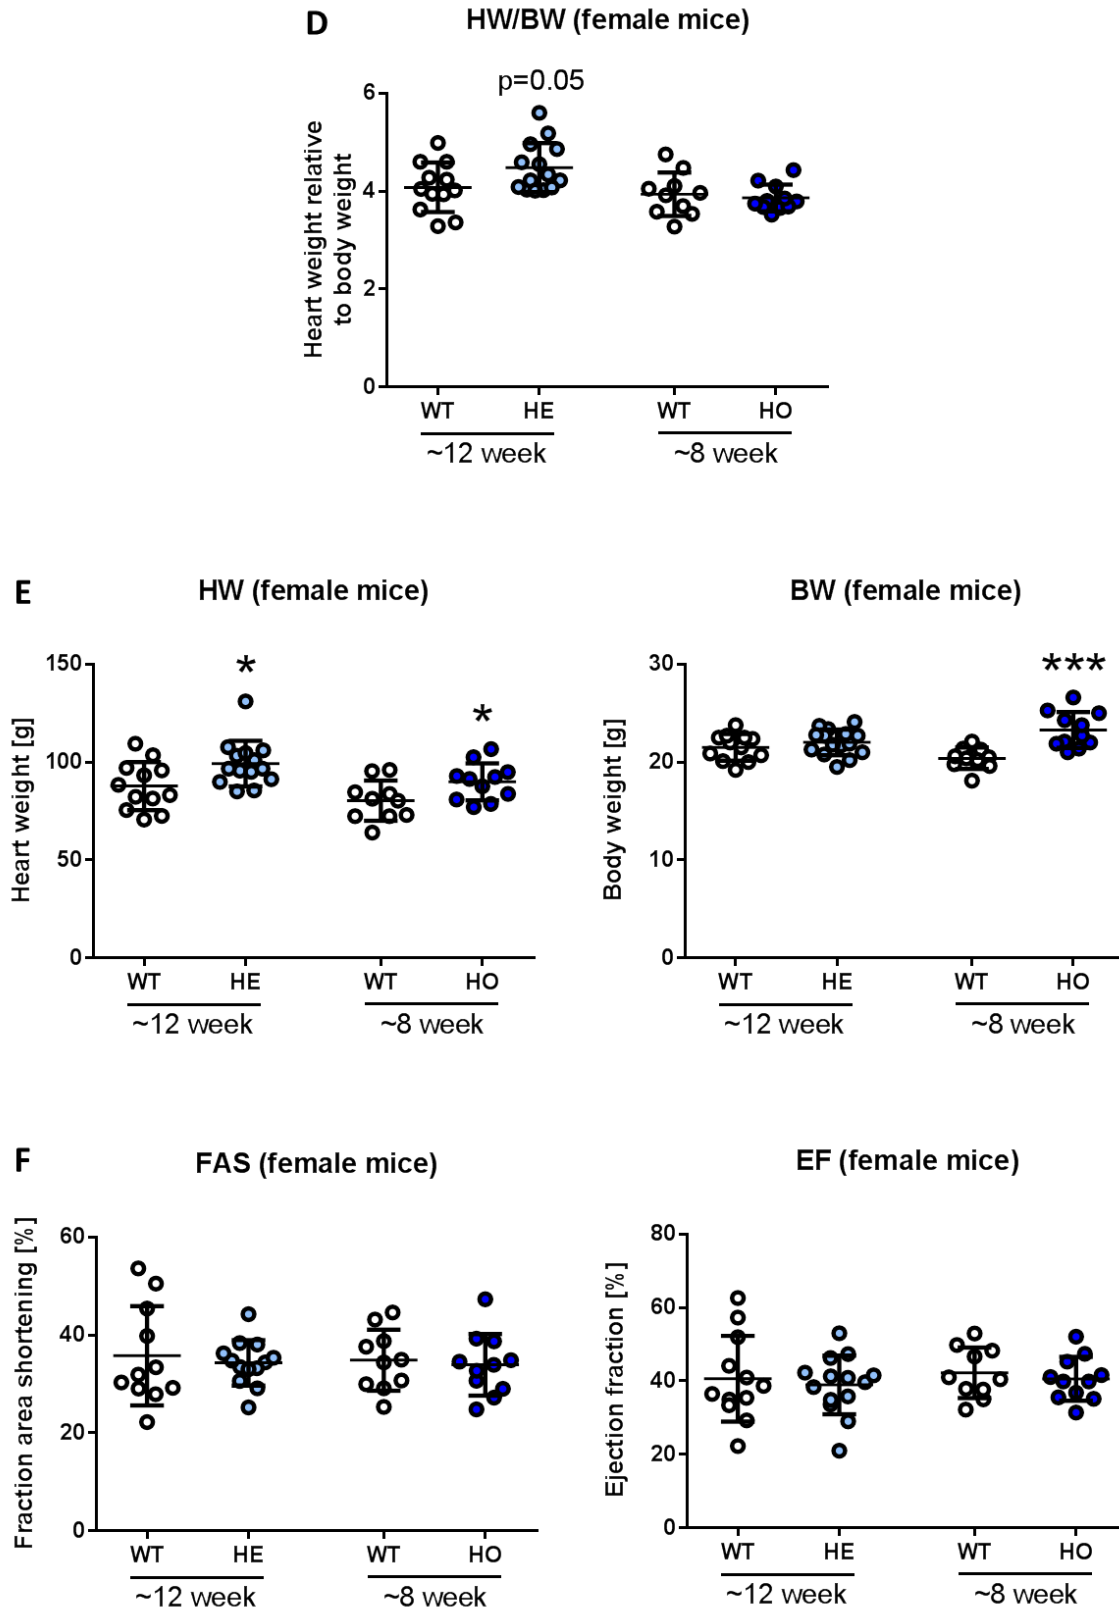 D
HW/BW (female mice)
p=0.05
Heart weight relative
to body weight
6
4
2
0
WT HE WT HO
~12 week ~8 week
E
HW (female mice)
*
*
Heart weight [g]
150
100
50
0
WT HE WT HO
~12 week ~8 week
BW (female mice)
***
Body weight [g]
30
20
10
0
WT HE WT HO
~12 week ~8 week
F
FAS (female mice)
Fraction area shortening [%]
60
40
20
0
WT HE WT HO
~12 week ~8 week
EF (female mice)
Ejection fraction [%]
80
60
40
20
0
WT HE WT HO
~12 week ~8 week